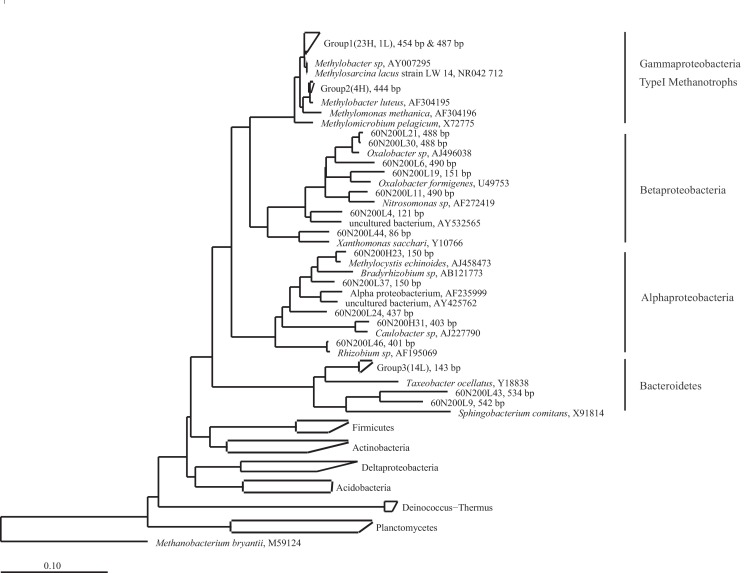 Group1(23H, 1L), 454 bp & 487 bp
Methylobacter sp, AY007295
Methylosarcina lacus strain LW 14, NR042 712
Group2(4H), 444 bp
Methylobacter luteus, AF304195
Methylomonas methanica, AF304196
Methylomicrobium pelagicum, X72775
Gammaproteobacteria
TypeI Methanotrophs
60N200L21, 488 bp
60N200L30, 488 bp
Oxalobacter sp, AJ496038
60N200L6, 490 bp
60N200L19, 151 bp
Oxalobacter formigenes, U49753
60N200L11, 490 bp
Nitrosomonas sp, AF272419
60N200L4, 121 bp
uncultured bacterium, AY532565
60N200L44, 86 bp
Xanthomonas sacchari, Y10766
Betaproteobacteria
60N200H23, 150 bp
Methylocystis echinoides, AJ458473
Bradyrhizobium sp, AB121773
60N200L37, 150 bp
Alpha proteobacterium, AF235999
uncultured bacterium, AY425762
60N200L24, 437 bp
60N200H31, 403 bp
Caulobacter sp, AJ227790
60N200L46, 401 bp
Rhizobium sp, AF195069
Alphaproteobacteria
Group3(14L), 143 bp
Taxeobacter ocellatus, Y18838
60N200L43, 534 bp
60N200L9, 542 bp
Sphingobacterium comitans, X91814
Bacteroidetes
Firmicutes
Actinobacteria
Deltaproteobacteria
Acidobacteria
Deinococcus−Thermus
Planctomycetes
Methanobacterium bryantii, M59124
0.10